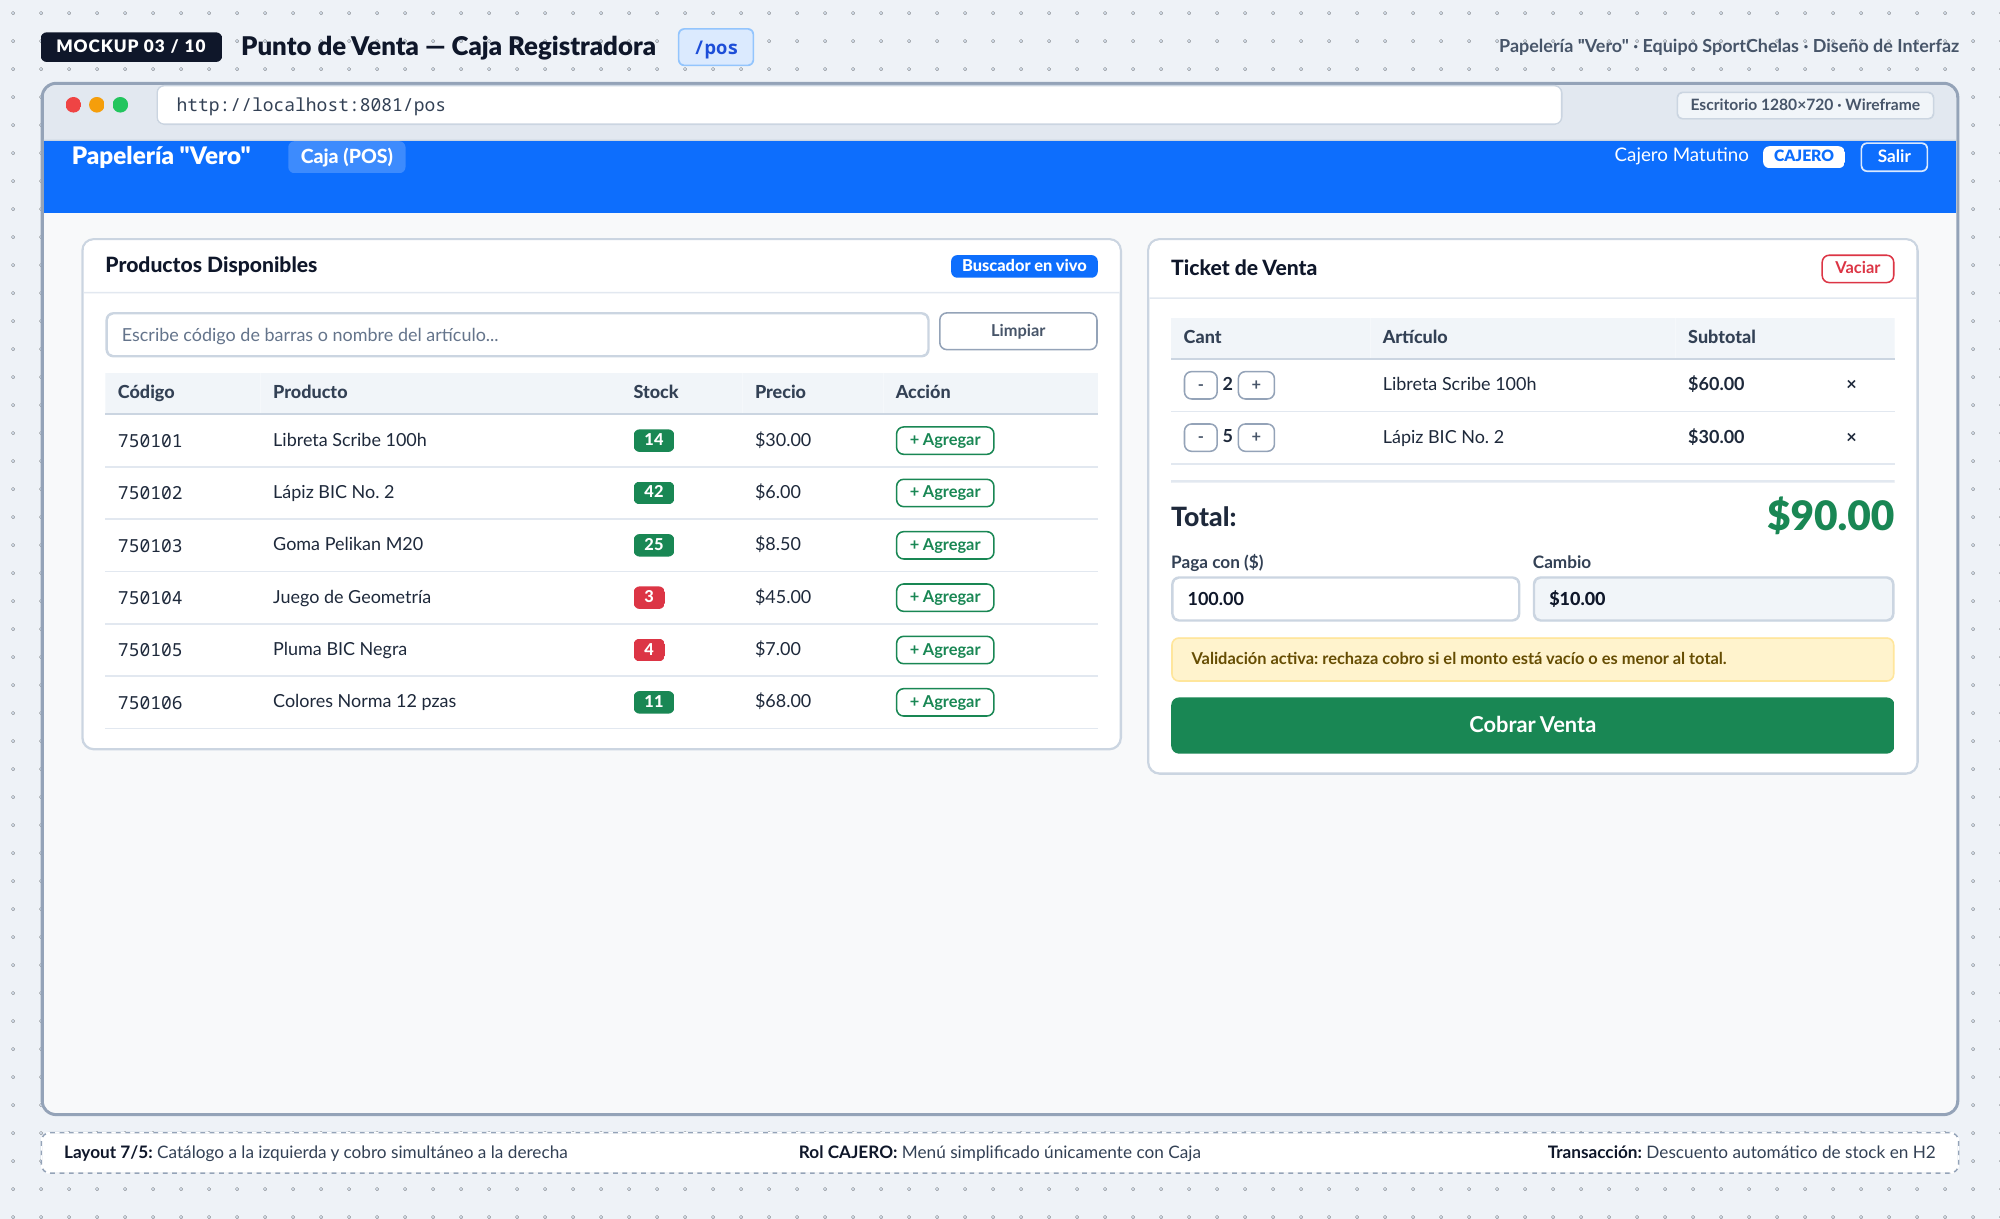 MOCKUP 03 / 10 Punto de Venta — Caja Registradora /pos Papelería "Vero" · Equipo SportChelas · Diseño de Interfaz
http://localhost:8081/pos Escritorio 1280×720 · Wireframe
Papelería "Vero" Caja (POS) Cajero Matutino CAJERO Salir
Productos Disponibles Buscador en vivo
Escribe código de barras o nombre del artículo... Limpiar
Código Producto Stock Precio Acción
750101 Libreta Scribe 100h 14 $30.00 + Agregar
750102 Lápiz BIC No. 2 42 $6.00 + Agregar
750103 Goma Pelikan M20 25 $8.50 + Agregar
750104 Juego de Geometría 3 $45.00 + Agregar
750105 Pluma BIC Negra 4 $7.00 + Agregar
750106 Colores Norma 12 pzas 11 $68.00 + Agregar
Ticket de Venta Vaciar
Cant Artículo Subtotal
- 2 + Libreta Scribe 100h $60.00 ×
- 5 + Lápiz BIC No. 2 $30.00 ×
Total: $90.00
Paga con ($) Cambio
100.00 $10.00
Validación activa: rechaza cobro si el monto está vacío o es menor al total.
Cobrar Venta
Layout 7/5: Catálogo a la izquierda y cobro simultáneo a la derecha Rol CAJERO: Menú simplificado únicamente con Caja Transacción: Descuento automático de stock en H2